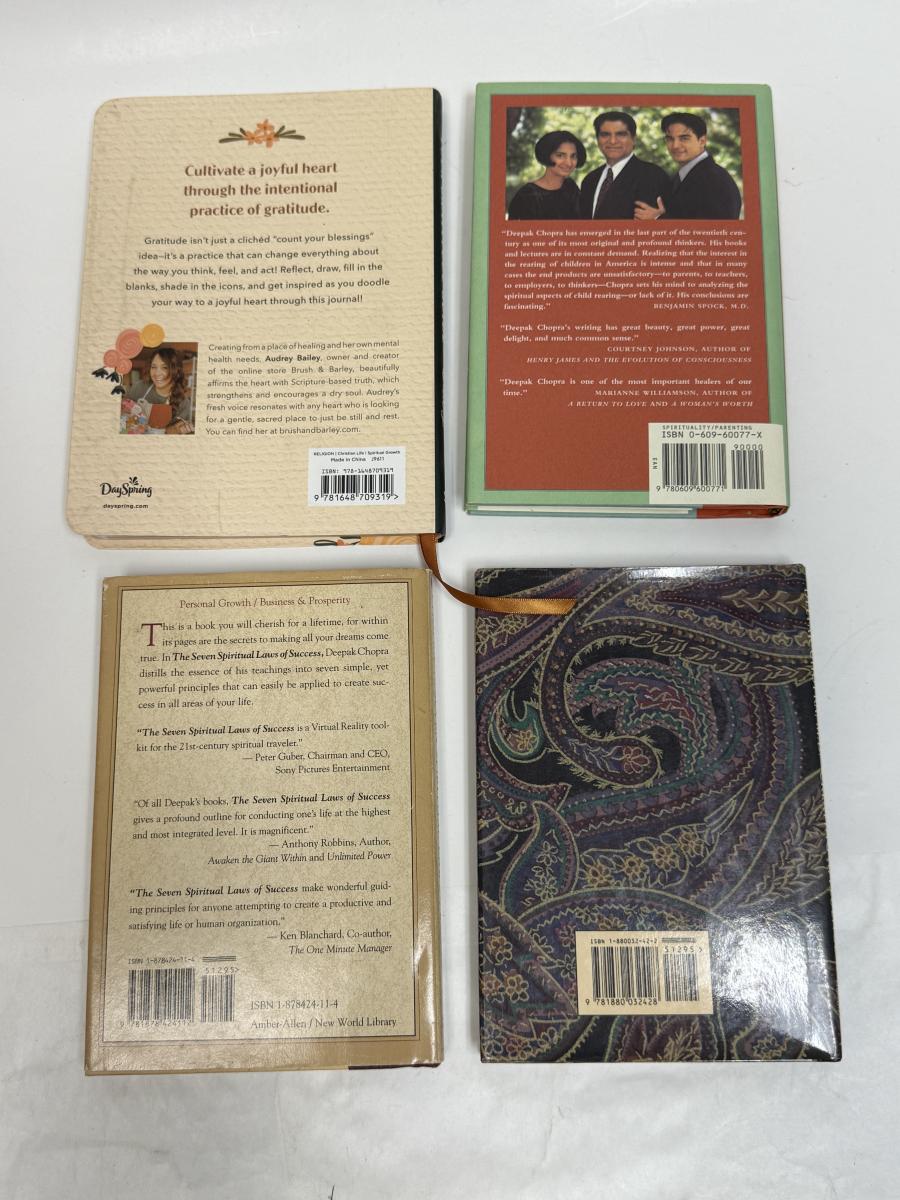 Cultivate a joyful heart
through the intentional
practice of gratitude.
Gratitude isn't just a clichéd "count your blessings"
idea—it's a practice that can change everything about
the way you think, feel, and act! Reflect, draw, fill in the
blanks, shade in the icons, and get inspired as you doodle
your way to a joyful heart through this journal!
Creating from a place of healing and her own mental
health needs, Audrey Bailey, owner and creator
of the online store Brush & Barley, beautifully
affirms the heart with Scripture-based truth, which
strengthens and encourages a dry soul. Audrey's
fresh voice resonates with any heart who is looking
for a gentle, sacred place to just be still and rest.
You can find her at brushandbarley.com.
RELIGION | Christian Life | Spiritual Growth
Made in China J9611
ISBN: 978-1648709319
9 781648 709319>
DaySpring
dayspring.com
"Deepak Chopra has emerged in the last part of the twentieth cen-
tury as one of its most original and profound thinkers. His books
and lectures are in constant demand. Realizing that the interest in
the rearing of children in America is intense and that in many
cases the end products are unsatisfactory—to parents, to teachers,
to employers, to thinkers—Chopra sets his mind to analyzing the
spiritual aspects of child rearing—or lack of it. His conclusions are
fascinating." BENJAMIN SPOCK, M.D.
"Deepak Chopra's writing has great beauty, great power, great
delight, and much common sense."
COURTNEY JOHNSON, AUTHOR OF
HENRY JAMES AND THE EVOLUTION OF CONSCIOUSNESS
"Deepak Chopra is one of the most important healers of our
time." MARIANNE WILLIAMSON, AUTHOR OF
A RETURN TO LOVE AND A WOMAN'S WORTH
SPIRITUALITY/PARENTING
ISBN 0-609-60077-X
90000
EAN
9 780609 600771
Personal Growth / Business & Prosperity
This is a book you will cherish for a lifetime, for within
its pages are the secrets to making all your dreams come
true. In The Seven Spiritual Laws of Success, Deepak Chopra
distills the essence of his teachings into seven simple, yet
powerful principles that can easily be applied to create suc-
cess in all areas of your life.
"The Seven Spiritual Laws of Success is a Virtual Reality tool-
kit for the 21st-century spiritual traveler."
— Peter Guber, Chairman and CEO,
Sony Pictures Entertainment
"Of all Deepak's books, The Seven Spiritual Laws of Success
gives a profound outline for conducting one's life at the highest
and most integrated level. It is magnificent."
— Anthony Robbins, Author,
Awaken the Giant Within and Unlimited Power
"The Seven Spiritual Laws of Success make wonderful guid-
ing principles for anyone attempting to create a productive and
satisfying life or human organization."
— Ken Blanchard, Co-author,
The One Minute Manager
ISBN 1-878424-11-4
51295>
9 781878 424112
ISBN 1-878424-11-4
Amber-Allen / New World Library
ISBN 1-880032-42-2
51295>
9 781880 032428